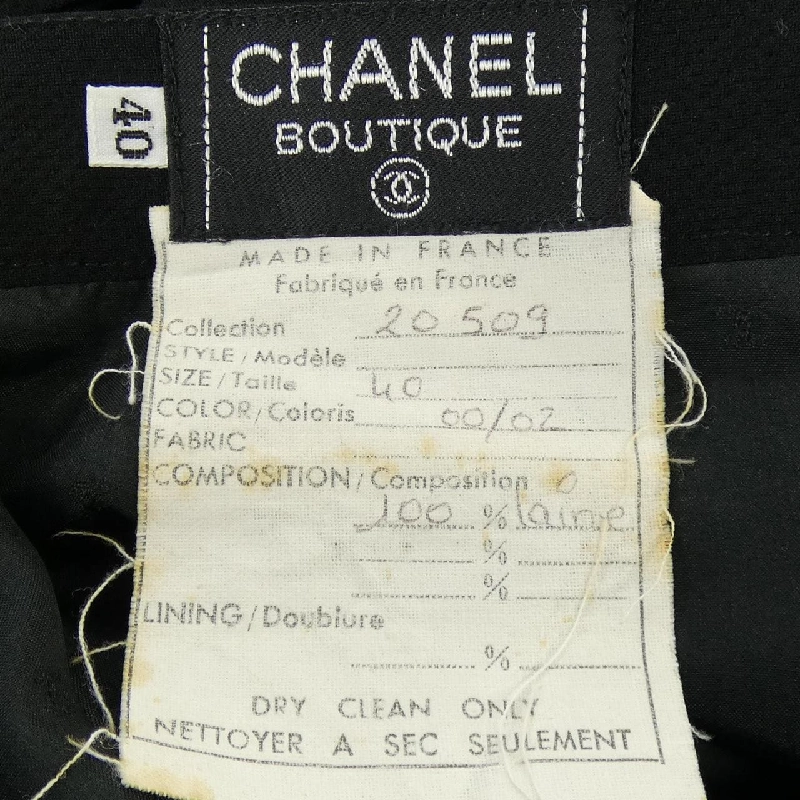 CHANEL
BOUTIQUE
40
MADE IN FRANCE
Fabriqué en France
Collection 20 509
STYLE / Modèle
SIZE / Taille 40
COLOR / Coloris 00/02
FABRIC
COMPOSITION / Composition
100 % laine
%
%
LINING / Doublure
%
DRY CLEAN ONLY
NETTOYER A SEC SEULEMENT